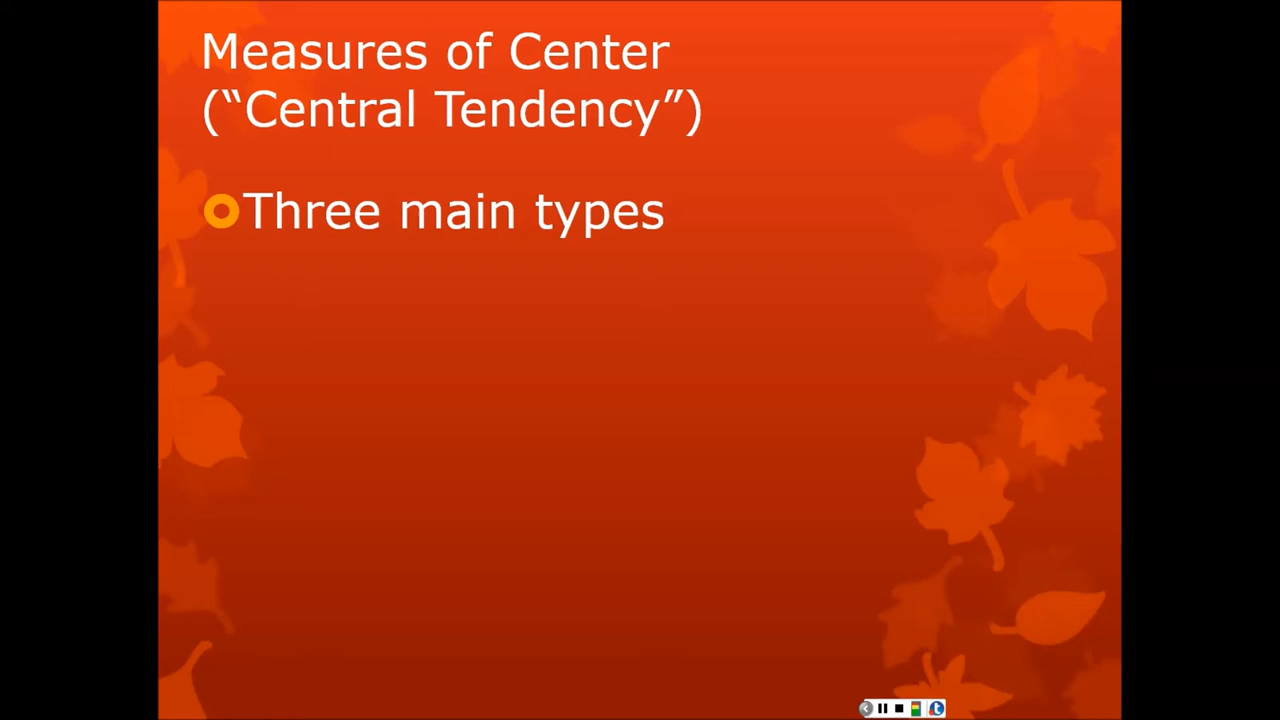 Measures of Center
(“Central Tendency”)
Three main types